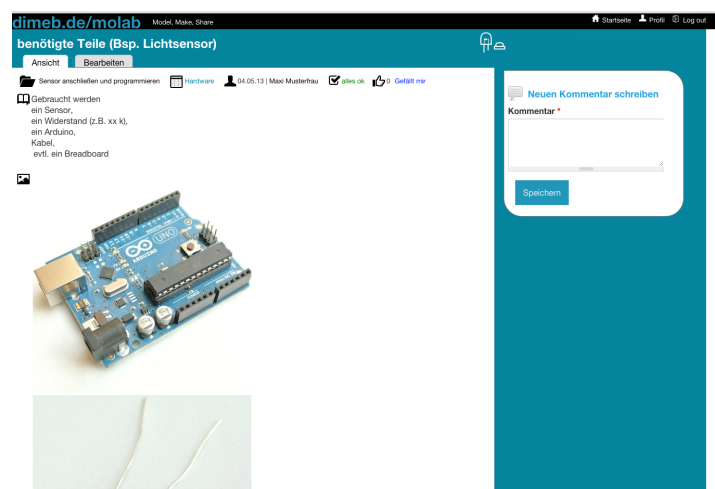 dimeb.de/molab Model, Make, Share Startseite Profil Log out
benötigte Teile (Bsp. Lichtsensor)
Ansicht Bearbeiten
Sensor anschließen und programmieren Hardware 04.05.13 | Maxi Musterfrau alles ok 0 Gefällt mir
Gebraucht werden
ein Sensor,
ein Widerstand (z.B. xx k),
ein Arduino,
Kabel,
evtl. ein Breadboard
UNO
ARDUINO
Neuen Kommentar schreiben
Kommentar *
Speichern